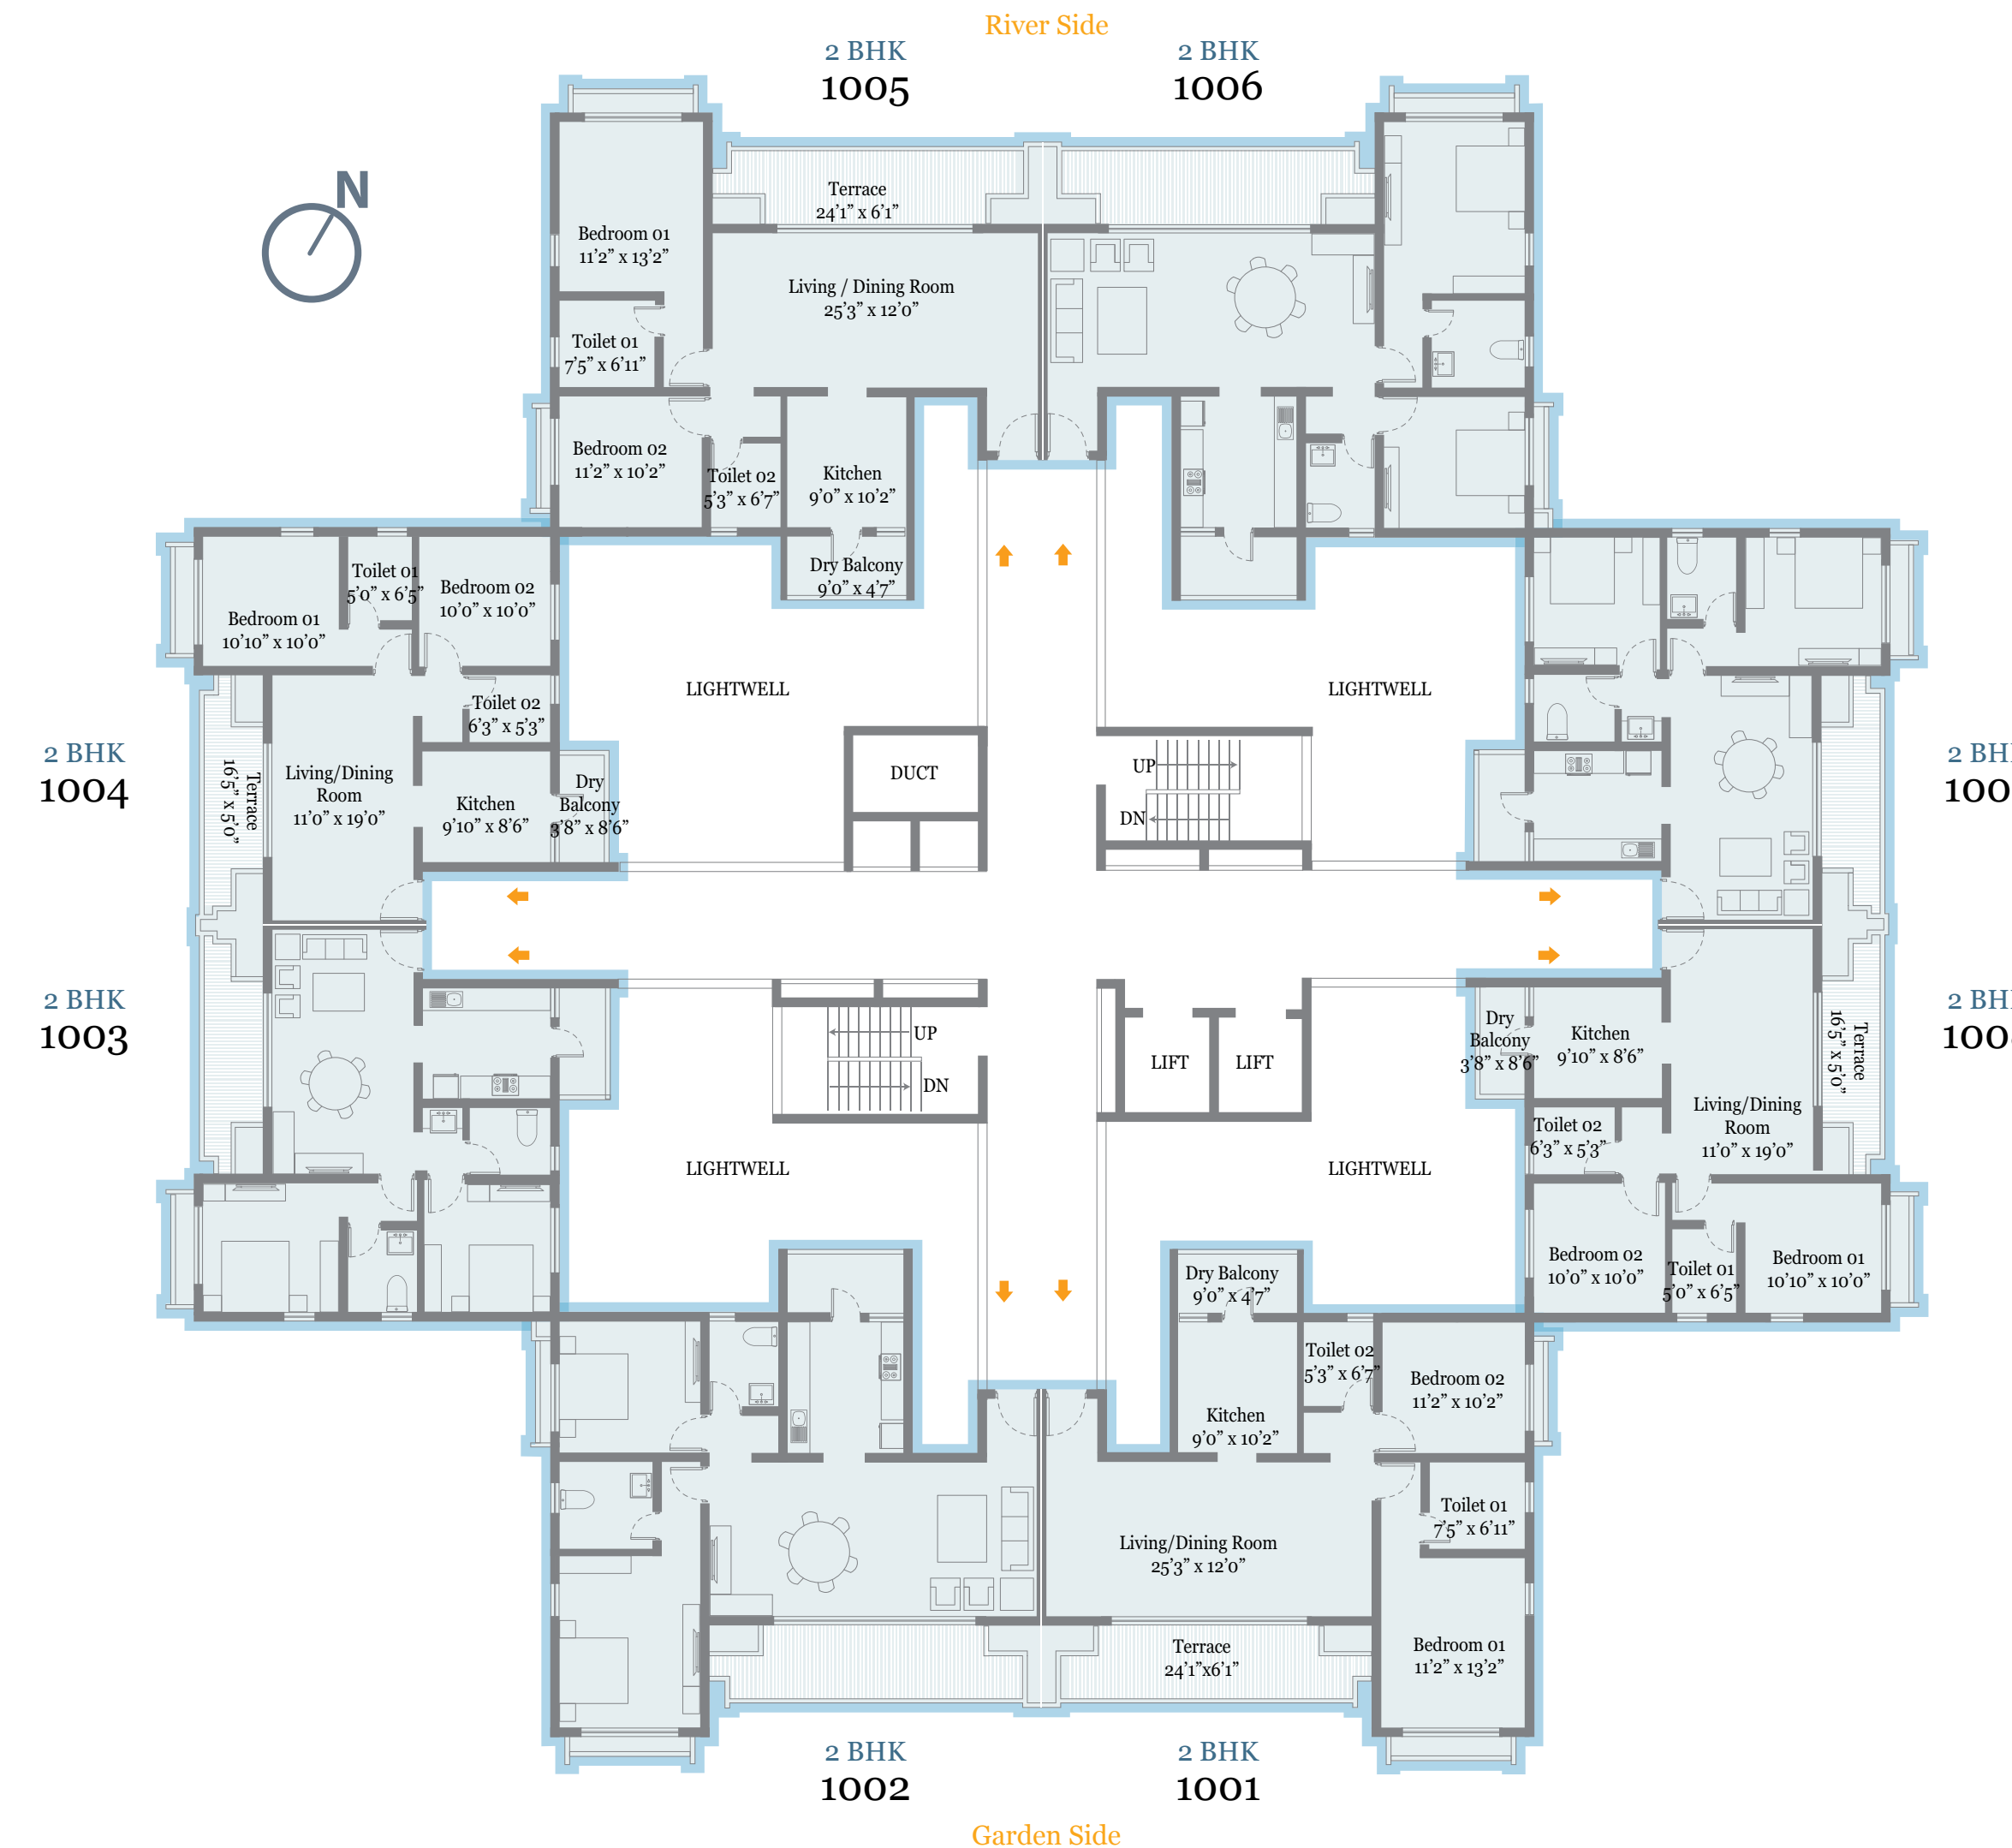 River Side
2 BHK
1005
2 BHK
1006
N
Terrace
24'1” x 6'1”
Bedroom 01
11'2” x 13'2”
Living / Dining Room
25'3” x 12'0”
Toilet 01
7'5” x 6'11”
Bedroom 02
11'2” x 10'2”
Toilet 02
5'3” x 6'7”
Kitchen
9'0” x 10'2”
Dry Balcony
9'0” x 4'7”
Toilet 01
5'0” x 6'5”
Bedroom 02
10'0” x 10'0”
Bedroom 01
10'10” x 10'0”
LIGHTWELL
LIGHTWELL
Toilet 02
6'3” x 5'3”
2 BHK
1004
Terrace
16'5” x 5'0”
Living/Dining
Room
11'0” x 19'0”
Kitchen
9'10” x 8'6”
Dry
Balcony
3'8” x 8'6”
DUCT
UP
DN
2 BH
100
2 BHK
1003
UP
DN
LIFT
LIFT
Dry
Balcony
3'8” x 8'6”
Kitchen
9'10” x 8'6”
Terrace
16'5” x 5'0”
2 BH
100
Living/Dining
Room
11'0” x 19'0”
Toilet 02
6'3” x 5'3”
LIGHTWELL
LIGHTWELL
Bedroom 02
10'0” x 10'0”
Toilet 01
5'0” x 6'5”
Bedroom 01
10'10” x 10'0”
Dry Balcony
9'0” x 4'7”
Toilet 02
5'3” x 6'7”
Bedroom 02
11'2” x 10'2”
Kitchen
9'0” x 10'2”
Toilet 01
7'5” x 6'11”
Living/Dining Room
25'3” x 12'0”
Terrace
24'1”x6'1”
Bedroom 01
11'2” x 13'2”
2 BHK
1002
2 BHK
1001
Garden Side